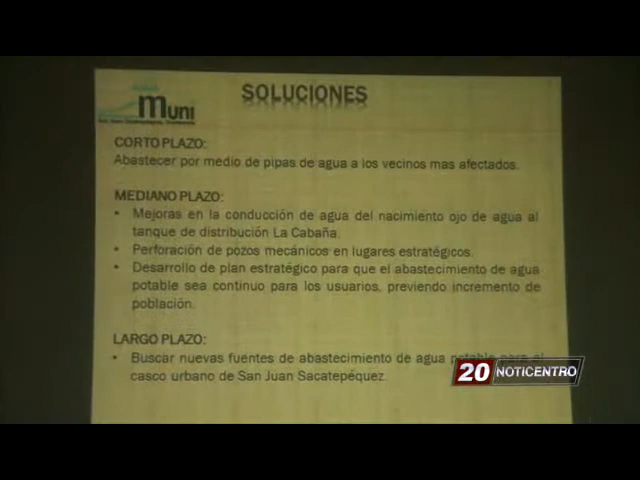 muni
SOLUCIONES
CORTO PLAZO:
Abastecer por medio de pipas de agua a los vecinos mas afectados.
MEDIANO PLAZO:
• Mejoras en la conducción de agua del nacimiento ojo de agua al
tanque de distribución La Cabaña.
• Perforación de pozos mecánicos en lugares estratégicos.
• Desarrollo de plan estratégico para que el abastecimiento de agua
potable sea continuo para los usuarios, previendo incremento de
población.
LARGO PLAZO:
• Buscar nuevas fuentes de abastecimiento de agua potable para el
casco urbano de San Juan Sacatepéquez.
20 NOTICENTRO